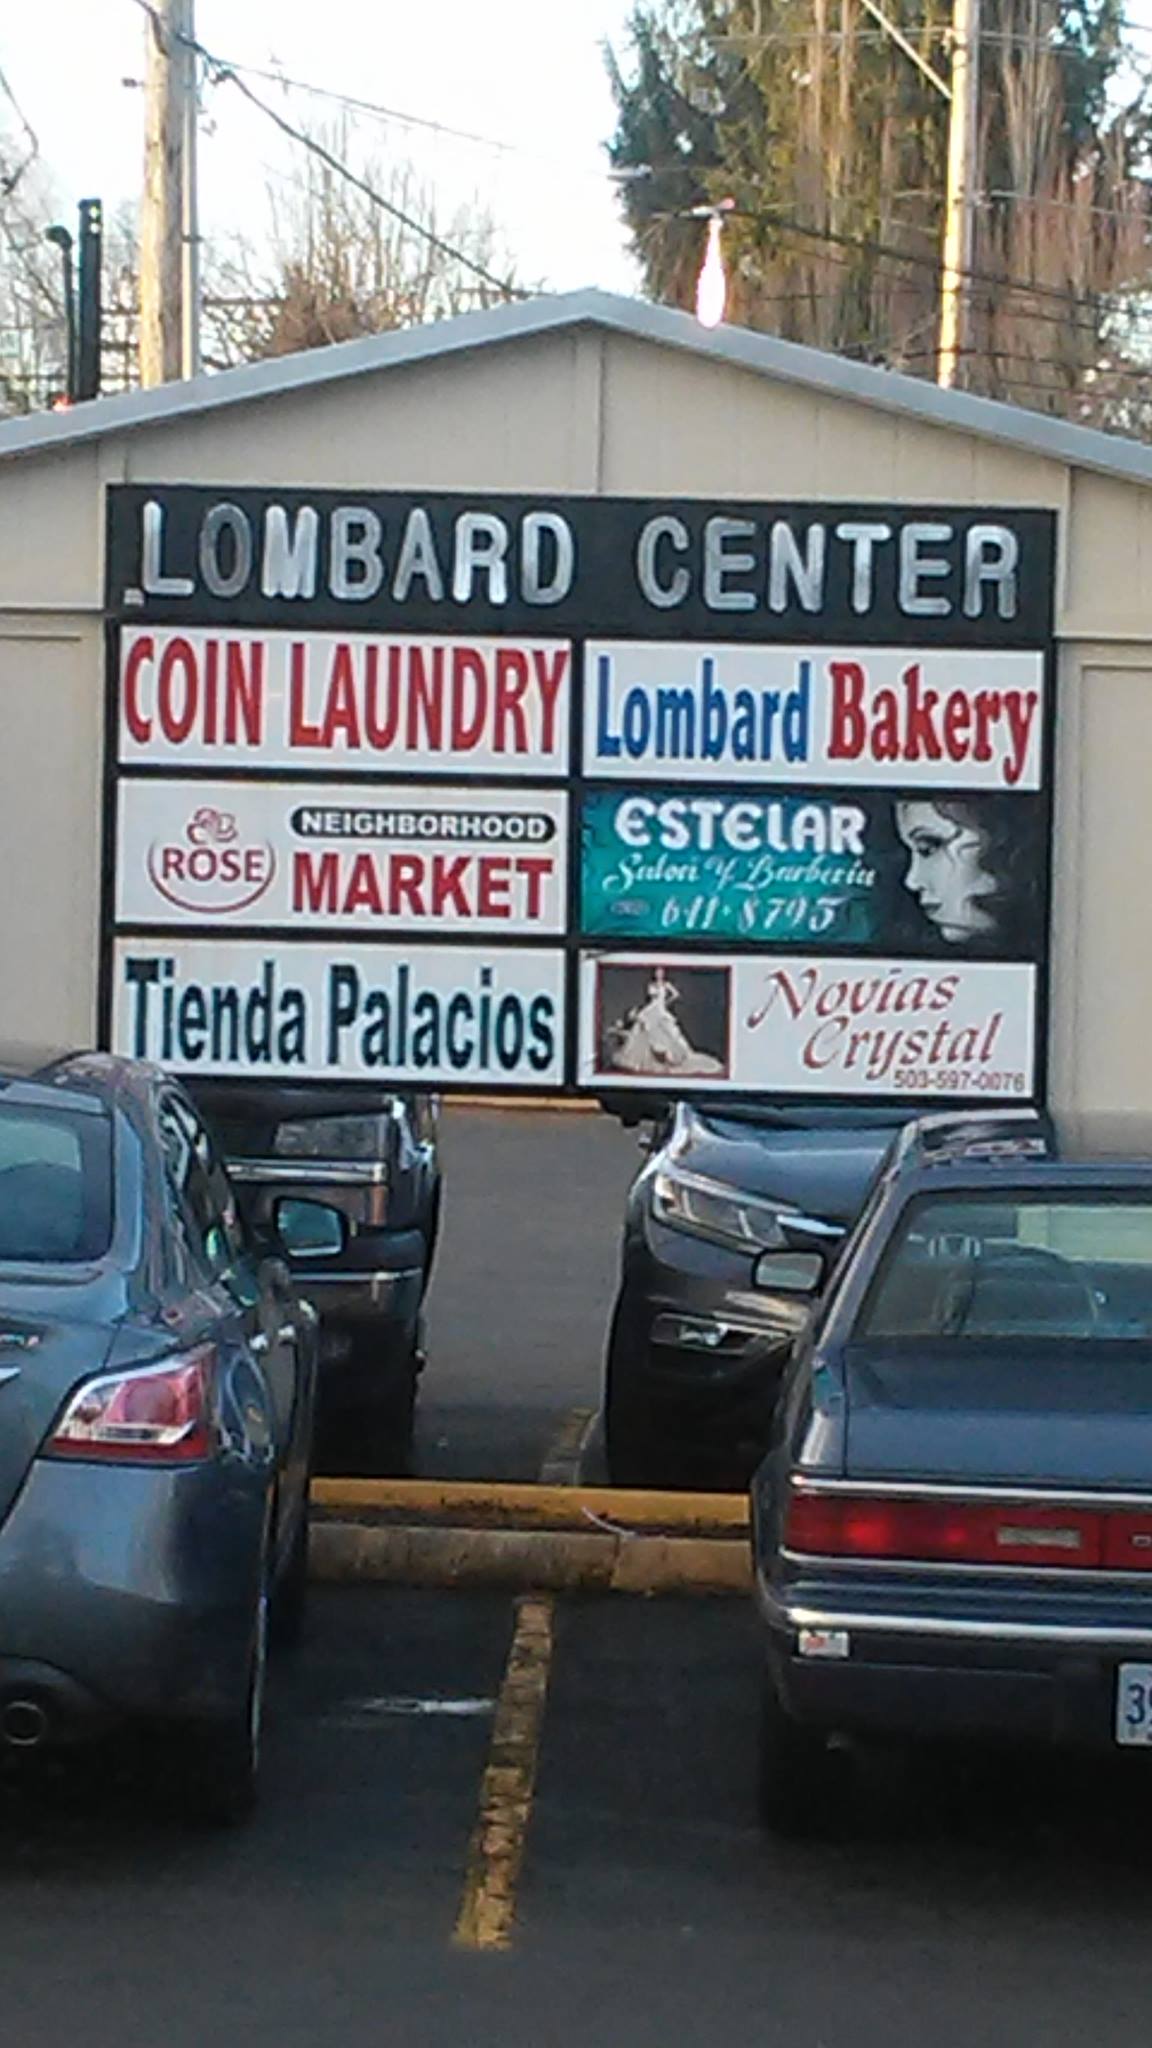 LOMBARD CENTER
COIN LAUNDRY
Lombard Bakery
ROSE
NEIGHBORHOOD
MARKET
ESTELAR
Salon y Barberia
641-8795
Tienda Palacios
Novias
Crystal
503-597-0076